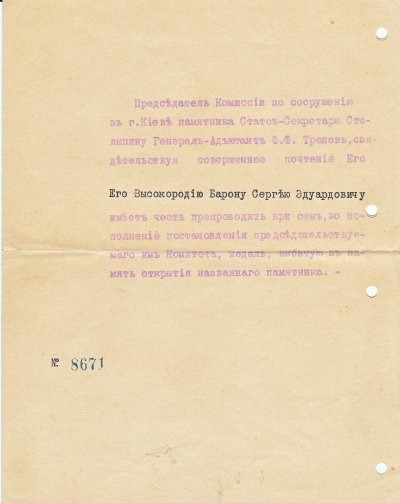 Предсѣдатель Комиссіи по сооруженію
въ г.Кіевѣ памятника Статсъ-Секретарю Сто-
лыпину Генералъ-Адъютантъ Ф.Ф. Треповъ,сви-
дѣтельствуя совершенное почтеніе Его
Его Высокородію Барону Сергѣю Эдуардовичу
имѣетъ честь препроводить при семъ,во ис-
полненіе постановленія предсѣдательствуе-
маго имъ Комитета, медаль, выбитую въ па-
мять открытія названнаго памятника. -
№ 8671